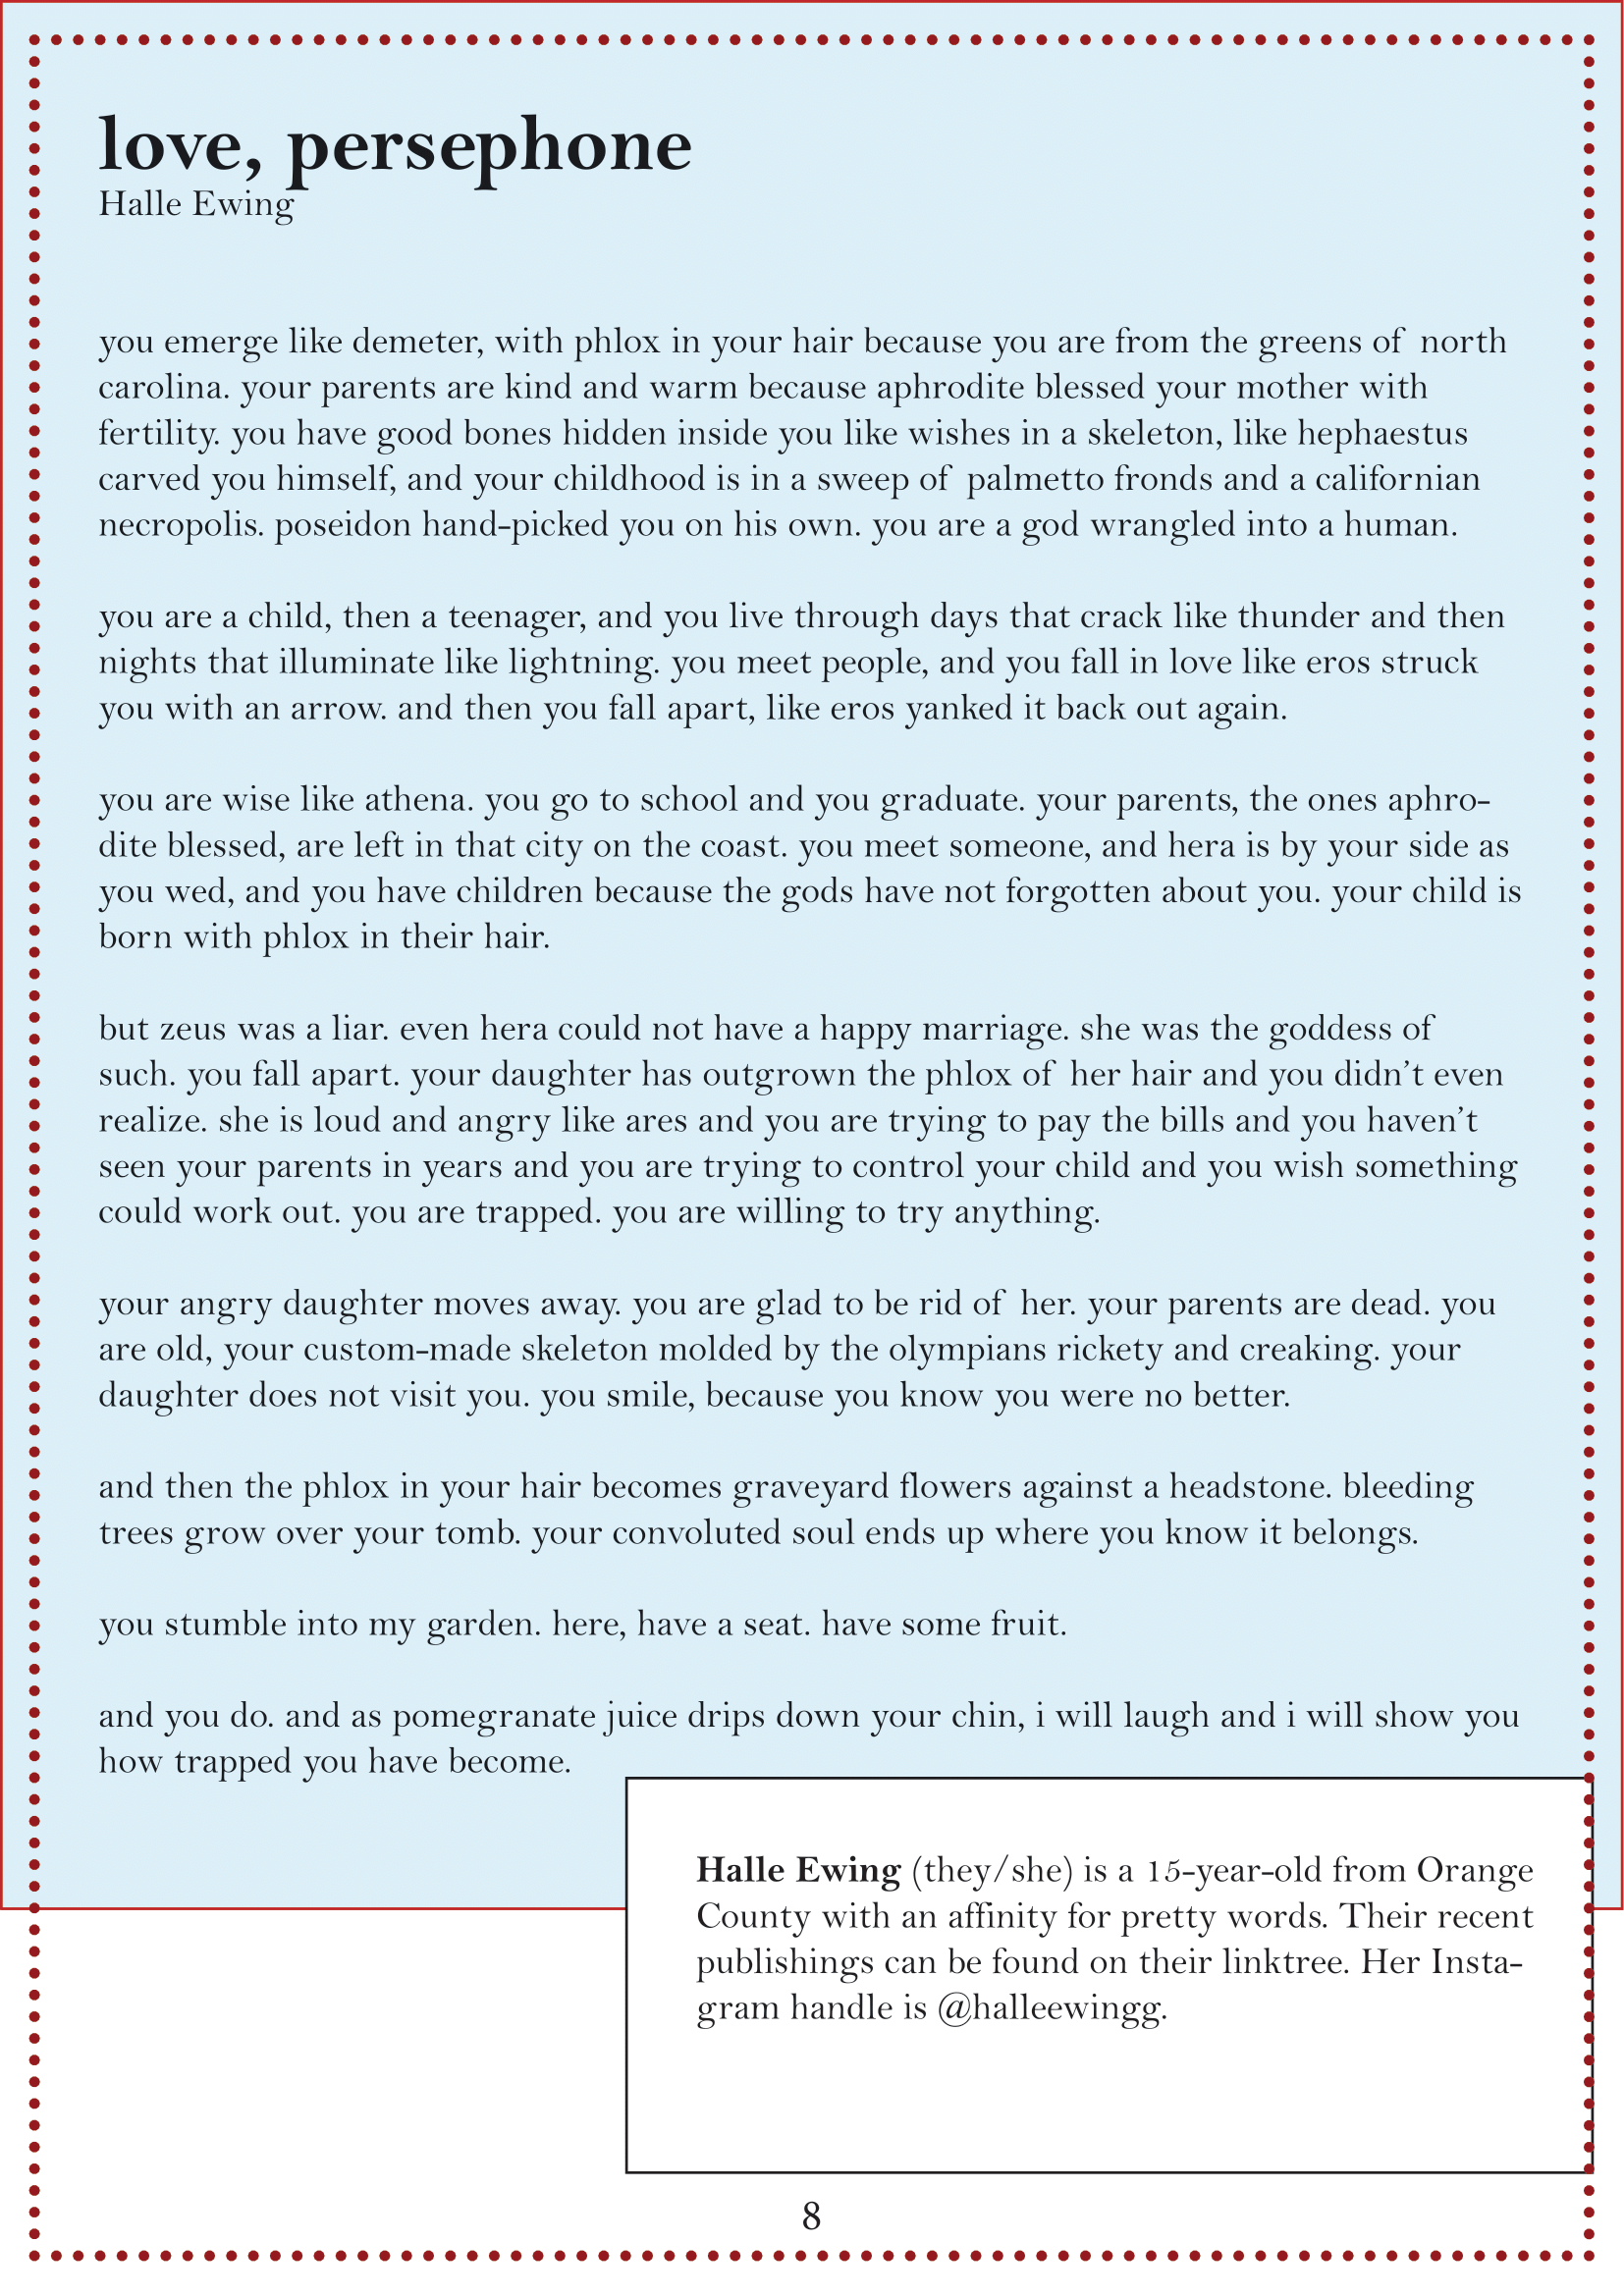 love, persephone
Halle Ewing
you emerge like demeter, with phlox in your hair because you are from the greens of north
carolina. your parents are kind and warm because aphrodite blessed your mother with
fertility. you have good bones hidden inside you like wishes in a skeleton, like hephaestus
carved you himself, and your childhood is in a sweep of palmetto fronds and a californian
necropolis. poseidon hand-picked you on his own. you are a god wrangled into a human.
you are a child, then a teenager, and you live through days that crack like thunder and then
nights that illuminate like lightning. you meet people, and you fall in love like eros struck
you with an arrow. and then you fall apart, like eros yanked it back out again.
you are wise like athena. you go to school and you graduate. your parents, the ones aphro-
dite blessed, are left in that city on the coast. you meet someone, and hera is by your side as
you wed, and you have children because the gods have not forgotten about you. your child is
born with phlox in their hair.
but zeus was a liar. even hera could not have a happy marriage. she was the goddess of
such. you fall apart. your daughter has outgrown the phlox of her hair and you didn’t even
realize. she is loud and angry like ares and you are trying to pay the bills and you haven’t
seen your parents in years and you are trying to control your child and you wish something
could work out. you are trapped. you are willing to try anything.
your angry daughter moves away. you are glad to be rid of her. your parents are dead. you
are old, your custom-made skeleton molded by the olympians rickety and creaking. your
daughter does not visit you. you smile, because you know you were no better.
and then the phlox in your hair becomes graveyard flowers against a headstone. bleeding
trees grow over your tomb. your convoluted soul ends up where you know it belongs.
you stumble into my garden. here, have a seat. have some fruit.
and you do. and as pomegranate juice drips down your chin, i will laugh and i will show you
how trapped you have become.
Halle Ewing (they/she) is a 15-year-old from Orange
County with an affinity for pretty words. Their recent
publishings can be found on their linktree. Her Insta-
gram handle is @halleewingg.
8